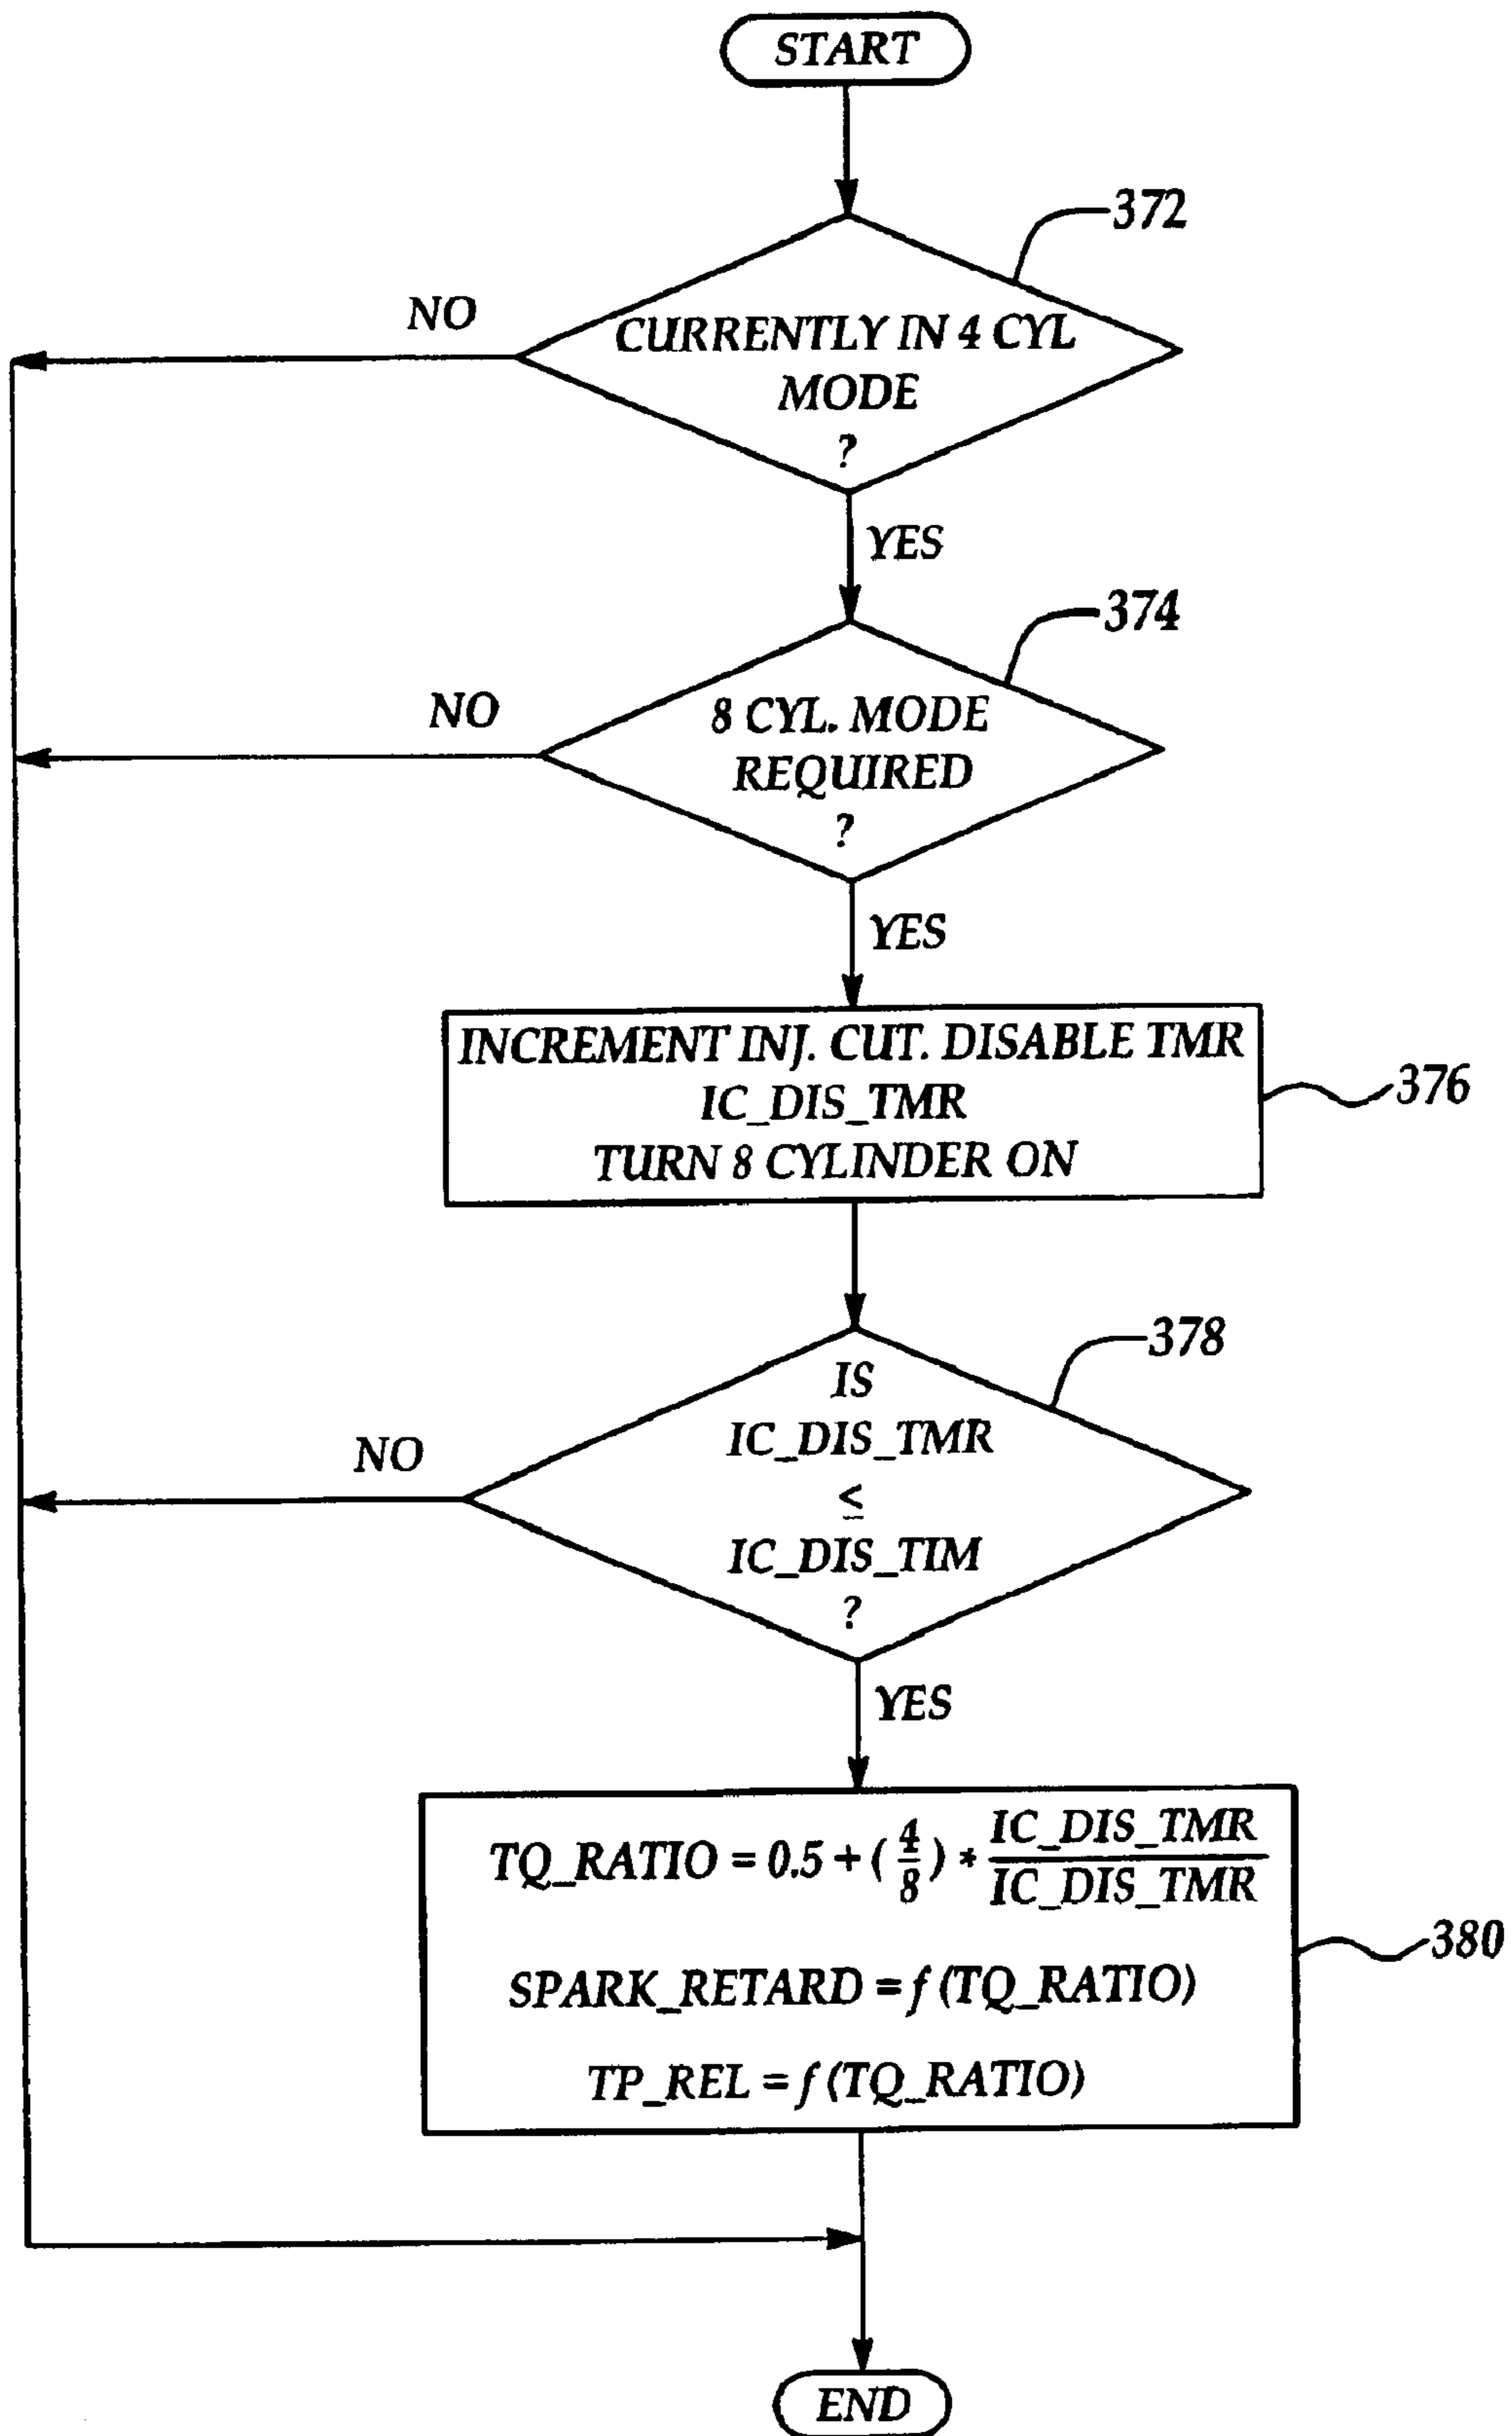 START
372
NO
CURRENTLY IN 4 CYL
MODE
?
YES
374
NO
8 CYL. MODE
REQUIRED
?
YES
INCREMENT INJ. CUT. DISABLE TMR
IC_DIS_TMR
TURN 8 CYLINDER ON
376
378
NO
IS
IC_DIS_TMR
≤
IC_DIS_TIM
?
YES
TQ_RATIO = 0.5 + (4/8) * IC_DIS_TMR/IC_DIS_TMR
SPARK_RETARD = f (TQ_RATIO)
TP_REL = f (TQ_RATIO)
380
END